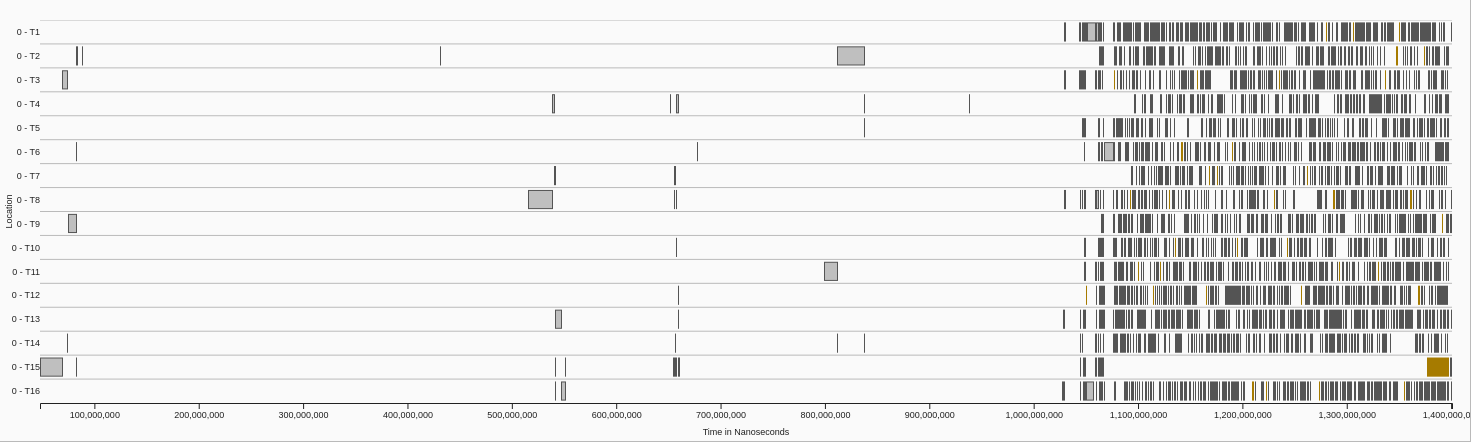 0 - T1
0 - T2
0 - T3
0 - T4
0 - T5
0 - T6
0 - T7
0 - T8
0 - T9
0 - T10
0 - T11
0 - T12
0 - T13
0 - T14
0 - T15
0 - T16
Location
100,000,000 200,000,000 300,000,000 400,000,000 500,000,000 600,000,000 700,000,000 800,000,000 900,000,000 1,000,000,000 1,100,000,000 1,200,000,000 1,300,000,000 1,400,000,0
Time in Nanoseconds